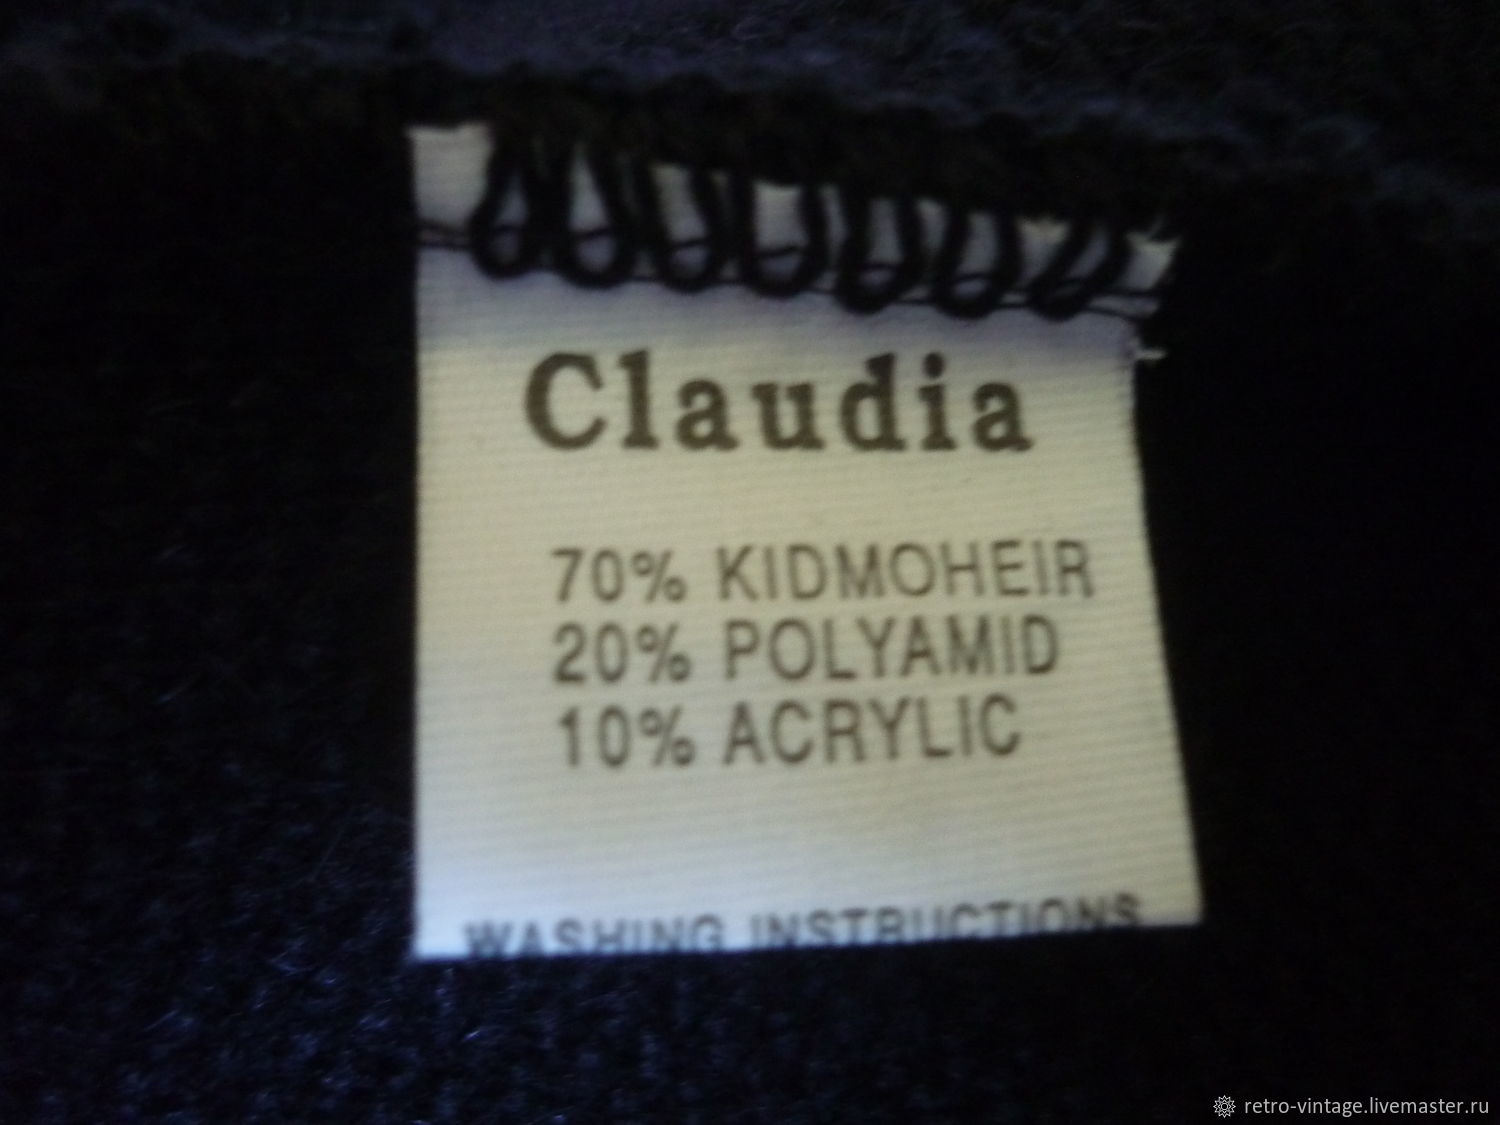 Claudia
70% KIDMOHEIR
20% POLYAMID
10% ACRYLIC
WASHING INSTRUCTIONS
retro-vintage.livemaster.ru